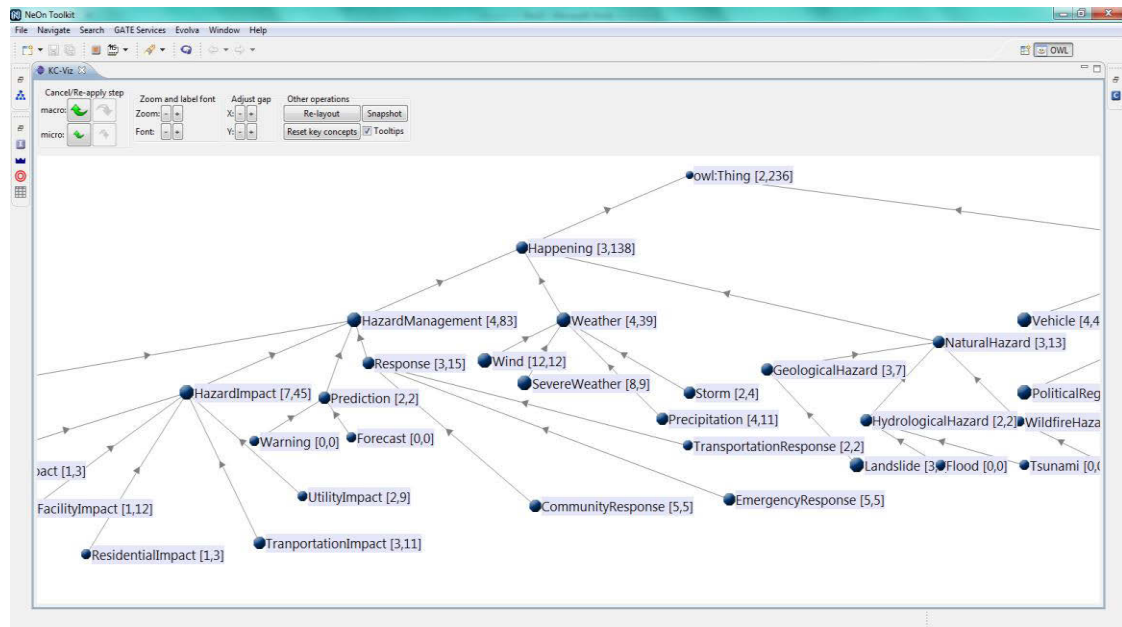 NeOn Toolkit
File Navigate Search GATE Services Evolva Window Help
OWL
KC-Viz
Cancel/Re-apply step
Zoom and label font
Adjust gap
Other operations
macro:
Zoom: - +
X: - +
Re-layout
Snapshot
micro:
Font: - +
Y: - +
Reset key concepts
Tooltips
owl:Thing [2,236]
Happening [3,138]
HazardManagement [4,83]
Weather [4,39]
Vehicle [4,4
NaturalHazard [3,13]
Response [3,15]
Wind [12,12]
GeologicalHazard [3,7]
SevereWeather [8,9]
HazardImpact [7,45]
Prediction [2,2]
Storm [2,4]
PoliticalReg
Precipitation [4,11]
HydrologicalHazard [2,2]
WildfireHaza
Warning [0,0]
Forecast [0,0]
TransportationResponse [2,2]
pact [1,3]
Landslide [3,
Flood [0,0]
Tsunami [0,0
UtilityImpact [2,9]
EmergencyResponse [5,5]
FacilityImpact [1,12]
CommunityResponse [5,5]
TranportationImpact [3,11]
ResidentialImpact [1,3]